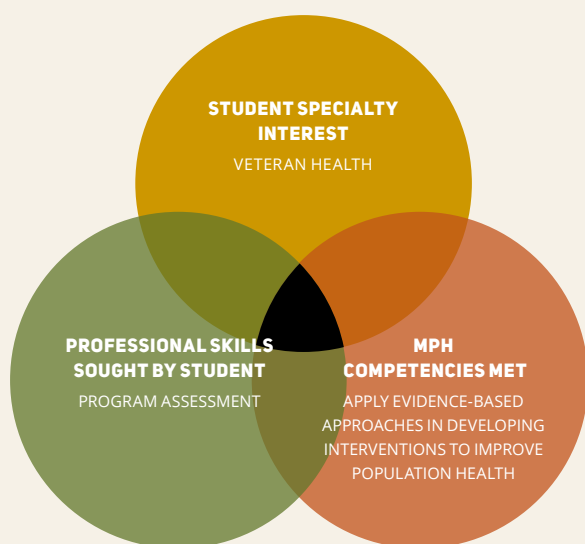 STUDENT SPECIALTY
INTEREST
VETERAN HEALTH
PROFESSIONAL SKILLS
SOUGHT BY STUDENT
PROGRAM ASSESSMENT
MPH
COMPETENCIES MET
APPLY EVIDENCE-BASED
APPROACHES IN DEVELOPING
INTERVENTIONS TO IMPROVE
POPULATION HEALTH